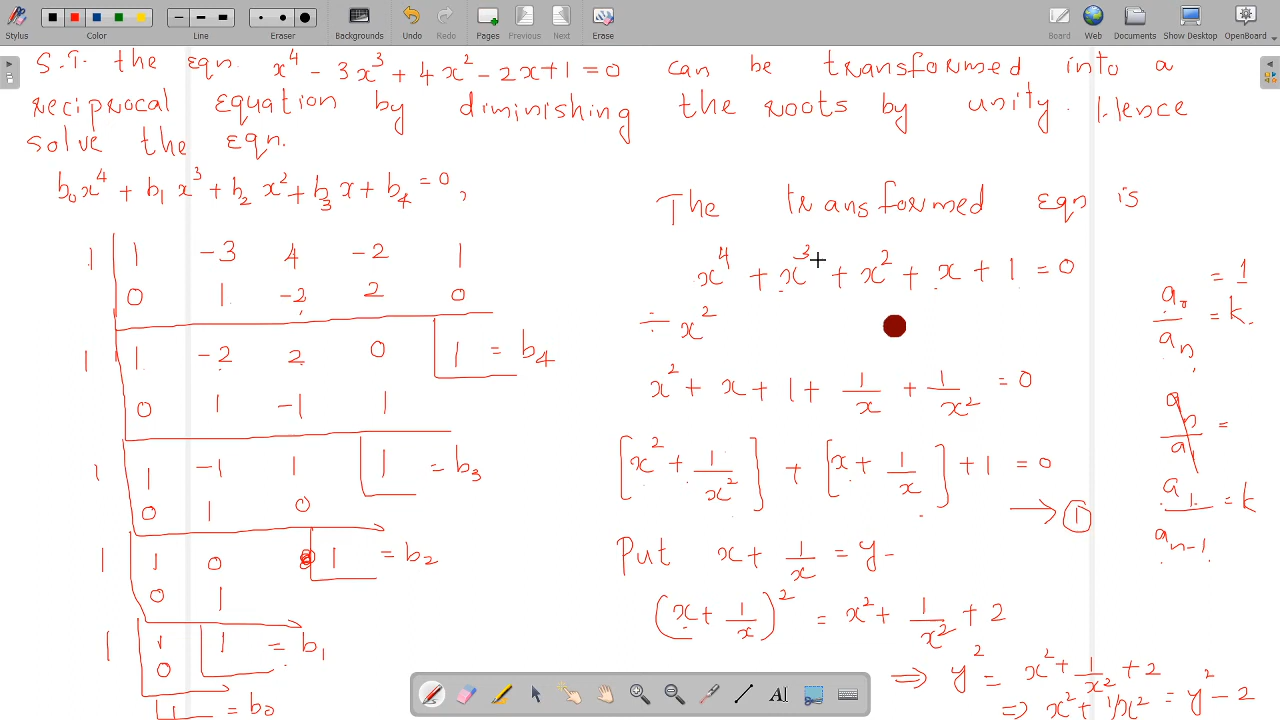 Stylus Color Line Eraser Backgrounds Undo Redo Pages Previous Next Erase Board Web Documents Show Desktop OpenBoard
S.T. the eqn. x⁴ - 3x³ + 4x² - 2x + 1 = 0 can be transformed into a
reciprocal equation by diminishing the roots by unity. Hence
solve the eqn.
b₀x⁴ + b₁x³ + b₂x² + b₃x + b₄ = 0,
1 | 1 -3 4 -2 1
0 1 -2 2 0
1 | 1 -2 2 0 | 1 = b₄
0 1 -1 1
1 | 1 -1 1 | 1 = b₃
0 1 0
1 | 1 0 | 1 = b₂
0 1
1 | 1 | 1 = b₁
0
1 = b₀
The transformed eqn is
x⁴ + x³ + x² + x + 1 = 0
÷ x²
x² + x + 1 + 1/x + 1/x² = 0
[x² + 1/x²] + [x + 1/x] + 1 = 0
→ ①
Put x + 1/x = y
(x + 1/x)² = x² + 1/x² + 2
⇒ y² = x² + 1/x² + 2
⇒ x² + 1/x² = y² - 2
= 1
a₀/aₙ = k.
aₙ/a₁ =
a₁/aₙ₋₁ = k